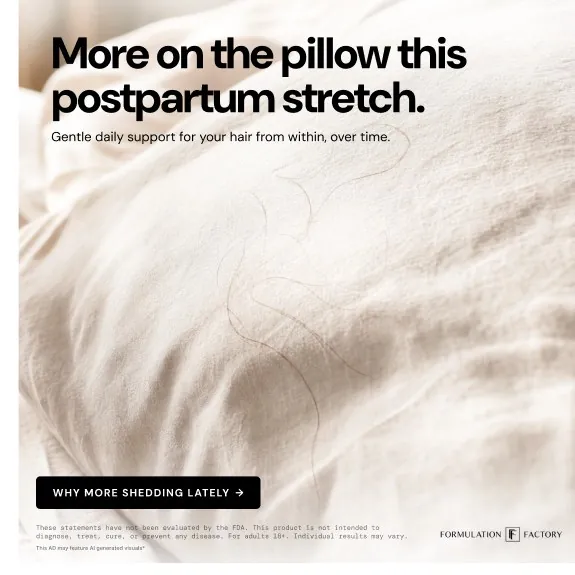 More on the pillow this
postpartum stretch.
Gentle daily support for your hair from within, over time.
WHY MORE SHEDDING LATELY →
These statements have not been evaluated by the FDA. This product is not intended to
diagnose, treat, cure, or prevent any disease. For adults 18+. Individual results may vary.
This AD may feature AI generated visuals*
FORMULATION F FACTORY